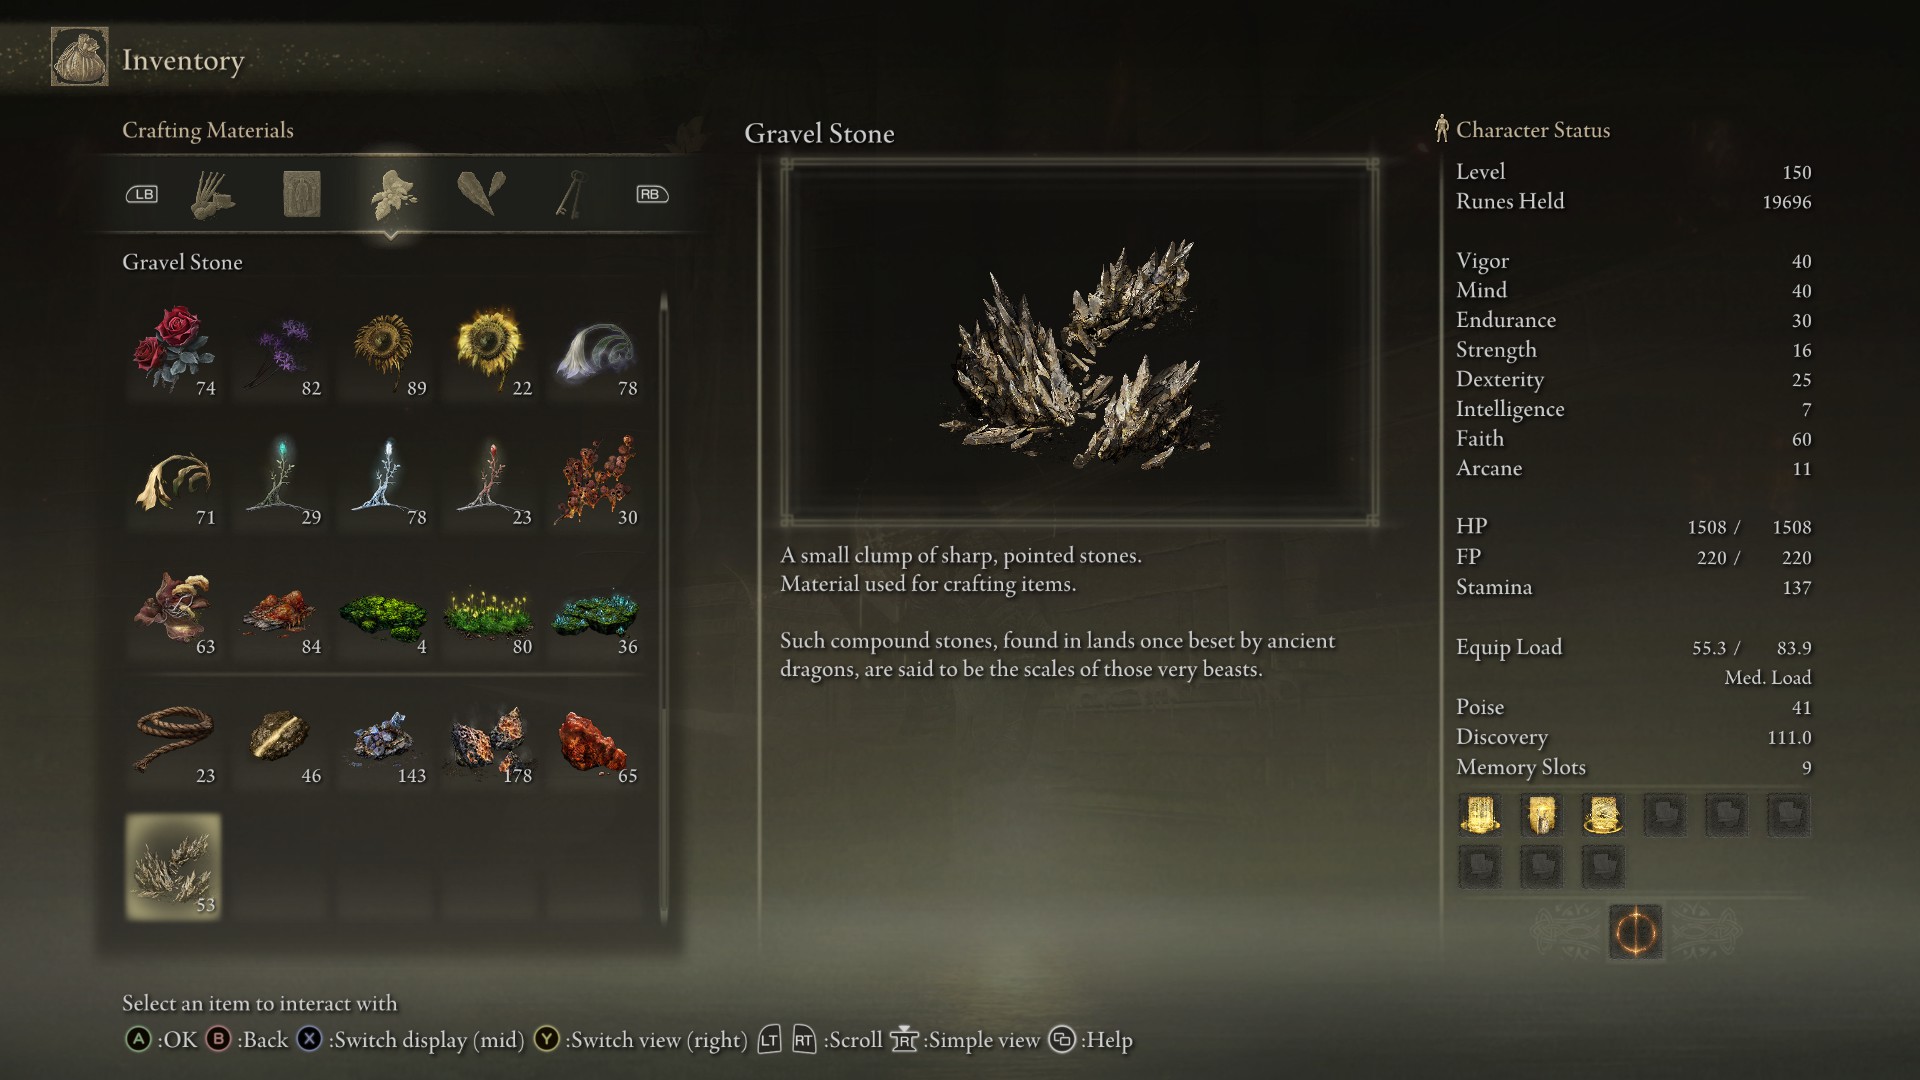 Inventory
Crafting Materials
LB
RB
Gravel Stone
74
82
89
22
78
71
29
78
23
30
63
84
4
80
36
23
46
143
178
65
53
Gravel Stone
A small clump of sharp, pointed stones.
Material used for crafting items.
Such compound stones, found in lands once beset by ancient
dragons, are said to be the scales of those very beasts.
Character Status
Level 150
Runes Held 19696
Vigor 40
Mind 40
Endurance 30
Strength 16
Dexterity 25
Intelligence 7
Faith 60
Arcane 11
HP 1508 / 1508
FP 220 / 220
Stamina 137
Equip Load 55.3 / 83.9
Med. Load
Poise 41
Discovery 111.0
Memory Slots 9
Select an item to interact with
A :OK B :Back X :Switch display (mid) Y :Switch view (right) LT RT :Scroll R :Simple view :Help